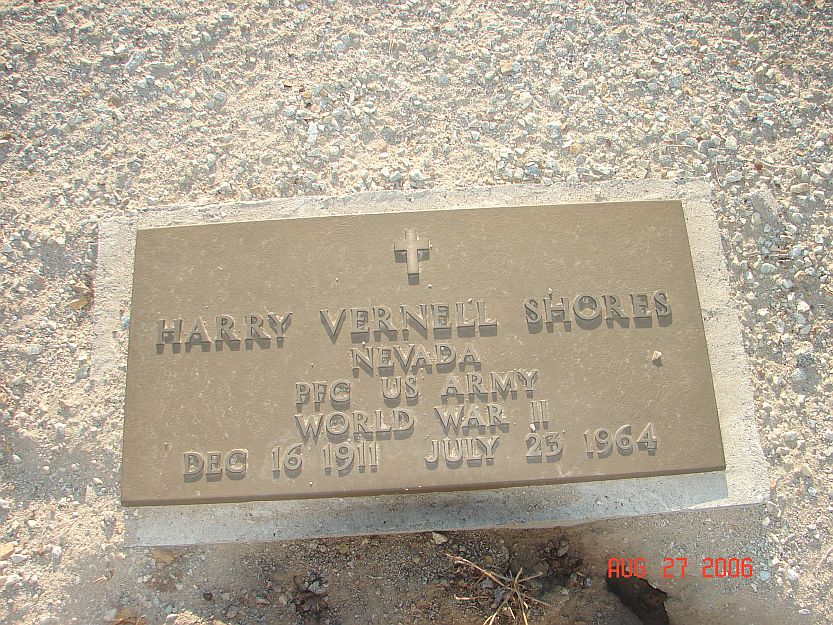 HARRY VERNELL SHORES
NEVADA
PFC US ARMY
WORLD WAR II
DEC 16 1911 JULY 23 1964
AUG 27 2006